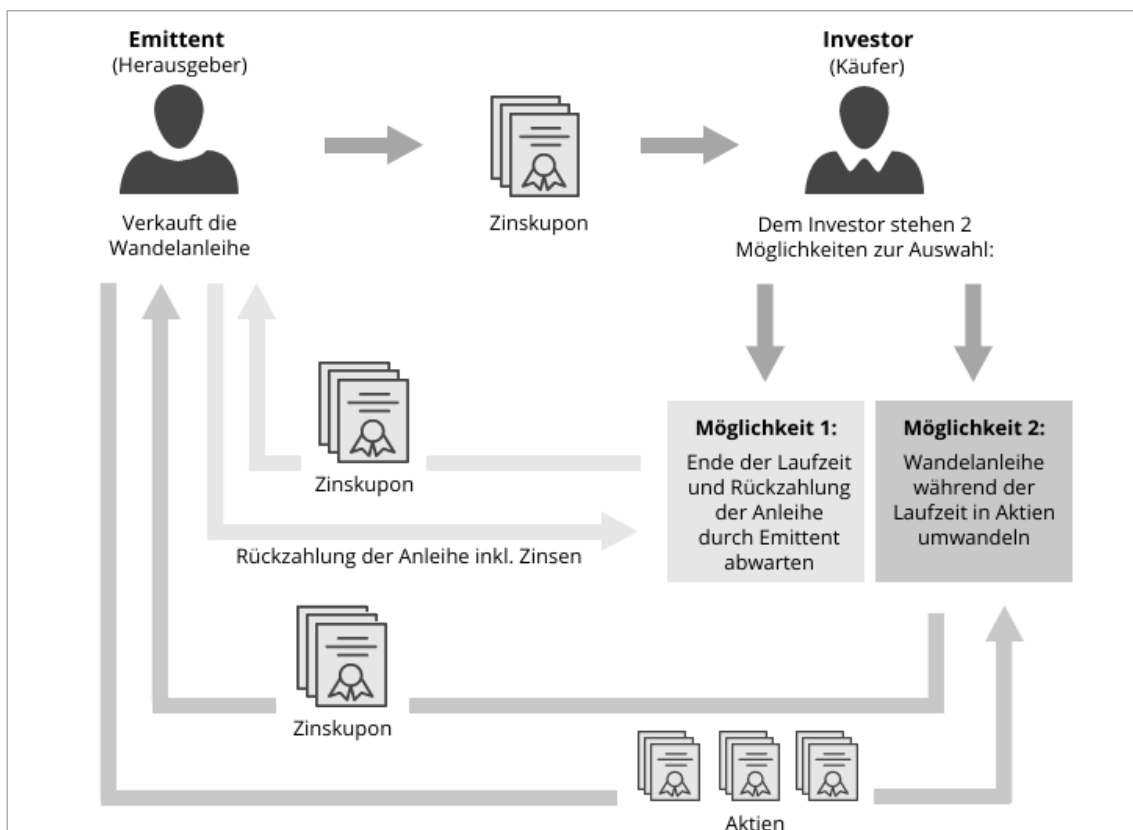 Emittent
(Herausgeber)
Investor
(Käufer)
Zinskupon
Verkauft die
Wandelanleihe
Dem Investor stehen 2
Möglichkeiten zur Auswahl:
Möglichkeit 1:
Ende der Laufzeit
und Rückzahlung
der Anleihe
durch Emittent
abwarten
Möglichkeit 2:
Wandelanleihe
während der
Laufzeit in Aktien
umwandeln
Zinskupon
Rückzahlung der Anleihe inkl. Zinsen
Zinskupon
Aktien